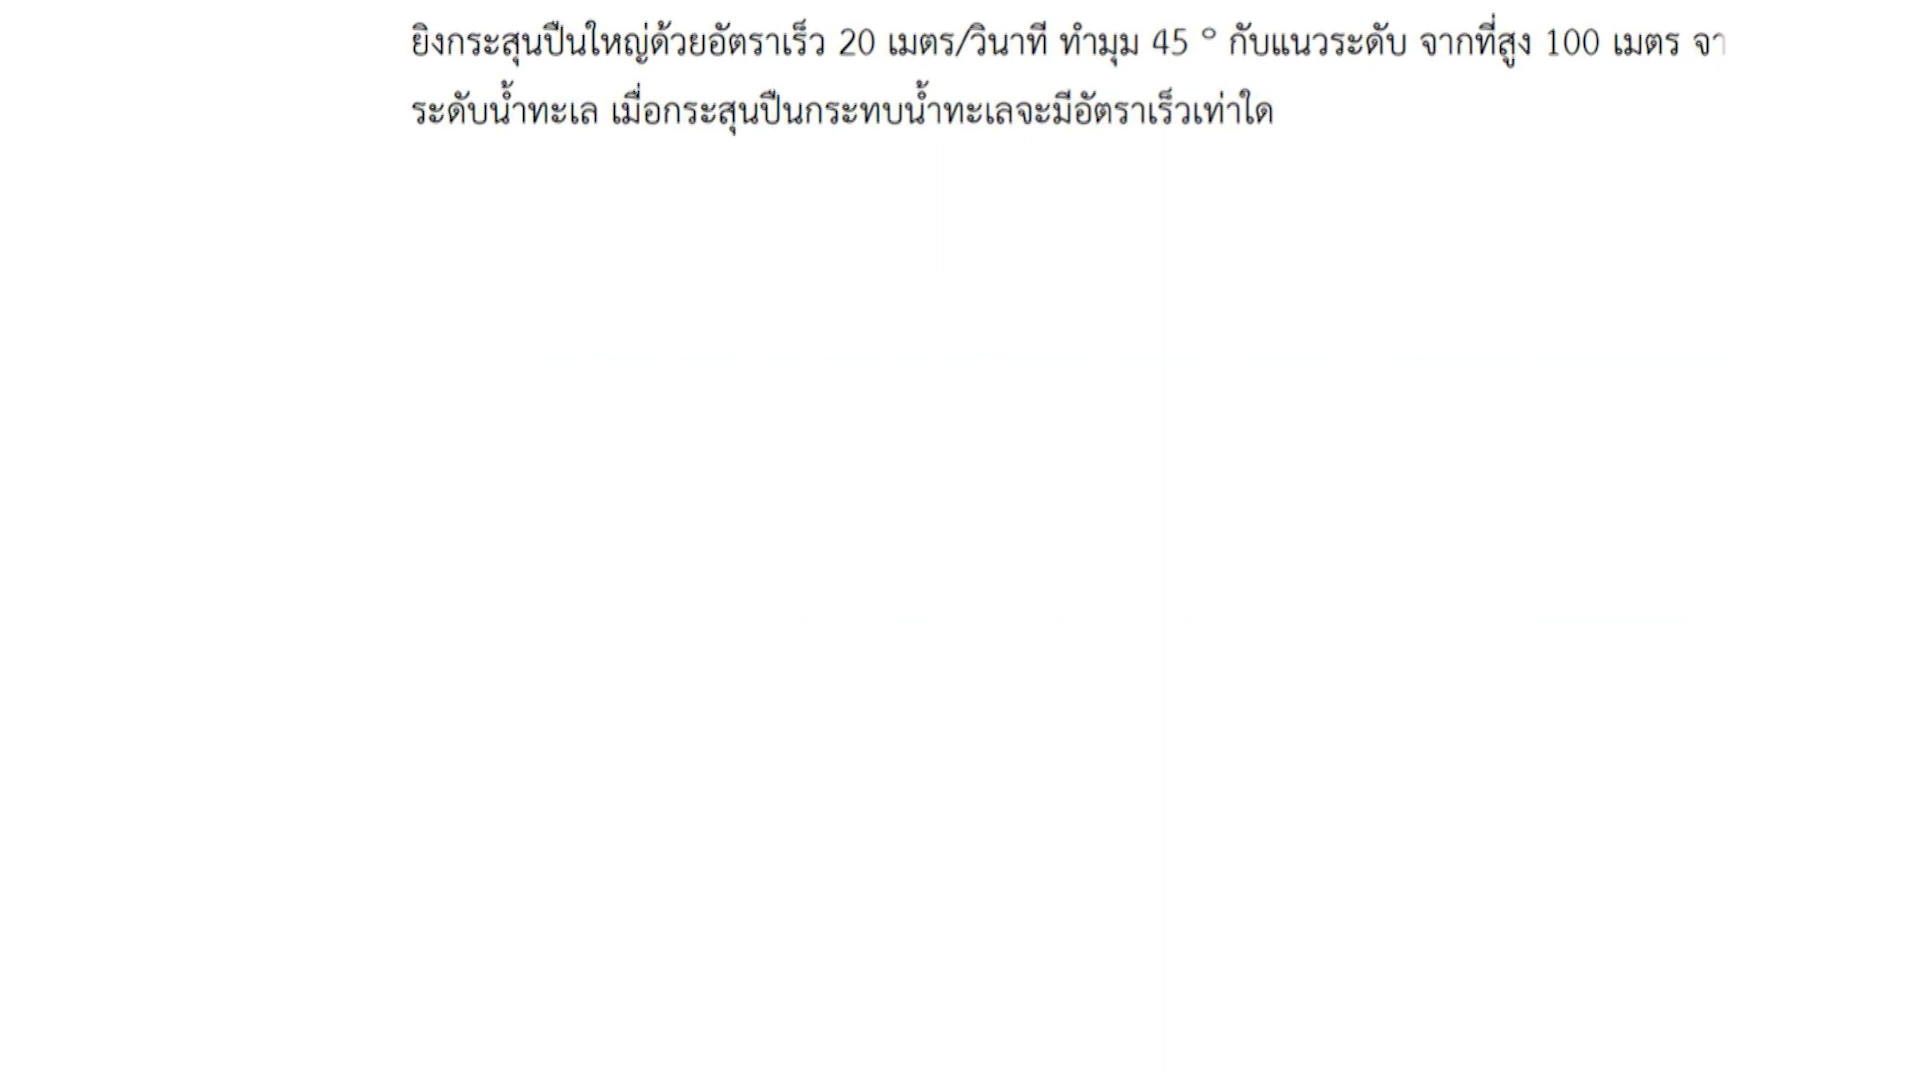 ยิงกระสุนปืนใหญ่ด้วยอัตราเร็ว 20 เมตร/วินาที ทำมุม 45 ° กับแนวระดับ จากที่สูง 100 เมตร จา
ระดับน้ำทะเล เมื่อกระสุนปืนกระทบน้ำทะเลจะมีอัตราเร็วเท่าใด